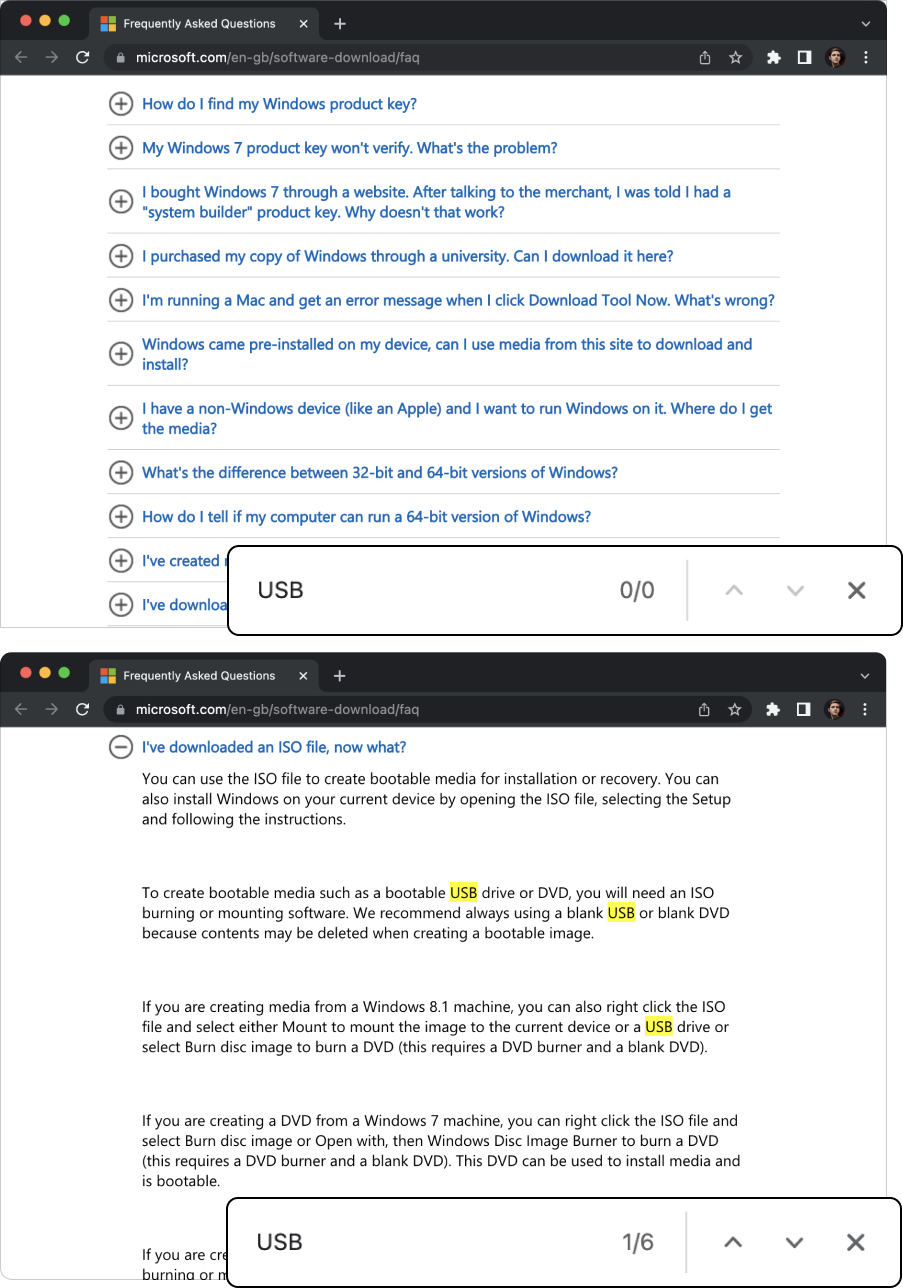 Frequently Asked Questions
microsoft.com/en-gb/software-download/faq
How do I find my Windows product key?
My Windows 7 product key won't verify. What's the problem?
I bought Windows 7 through a website. After talking to the merchant, I was told I had a
"system builder" product key. Why doesn't that work?
I purchased my copy of Windows through a university. Can I download it here?
I'm running a Mac and get an error message when I click Download Tool Now. What's wrong?
Windows came pre-installed on my device, can I use media from this site to download and
install?
I have a non-Windows device (like an Apple) and I want to run Windows on it. Where do I get
the media?
What's the difference between 32-bit and 64-bit versions of Windows?
How do I tell if my computer can run a 64-bit version of Windows?
I've created
I've downloa
USB 0/0
Frequently Asked Questions
microsoft.com/en-gb/software-download/faq
I've downloaded an ISO file, now what?
You can use the ISO file to create bootable media for installation or recovery. You can
also install Windows on your current device by opening the ISO file, selecting the Setup
and following the instructions.
To create bootable media such as a bootable USB drive or DVD, you will need an ISO
burning or mounting software. We recommend always using a blank USB or blank DVD
because contents may be deleted when creating a bootable image.
If you are creating media from a Windows 8.1 machine, you can also right click the ISO
file and select either Mount to mount the image to the current device or a USB drive or
select Burn disc image to burn a DVD (this requires a DVD burner and a blank DVD).
If you are creating a DVD from a Windows 7 machine, you can right click the ISO file and
select Burn disc image or Open with, then Windows Disc Image Burner to burn a DVD
(this requires a DVD burner and a blank DVD). This DVD can be used to install media and
is bootable.
If you are cre
burning or
USB 1/6